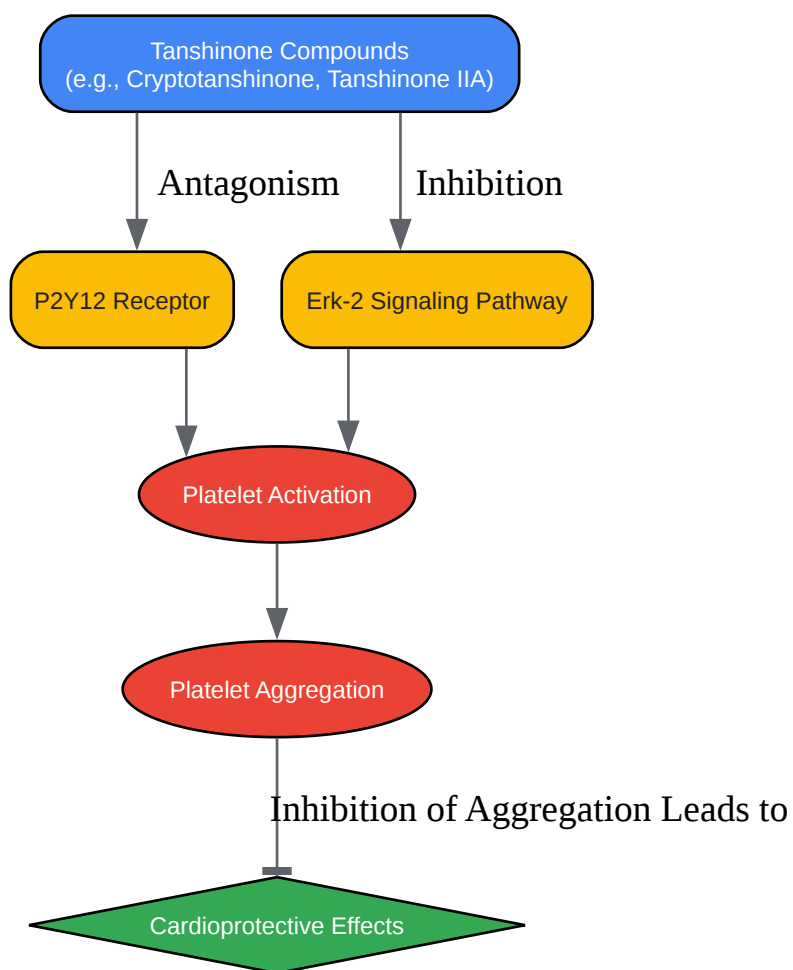 Tanshinone Compounds
(e.g., Cryptotanshinone, Tanshinone IIA)
Antagonism
Inhibition
P2Y12 Receptor
Erk-2 Signaling Pathway
Platelet Activation
Platelet Aggregation
Inhibition of Aggregation Leads to
Cardioprotective Effects